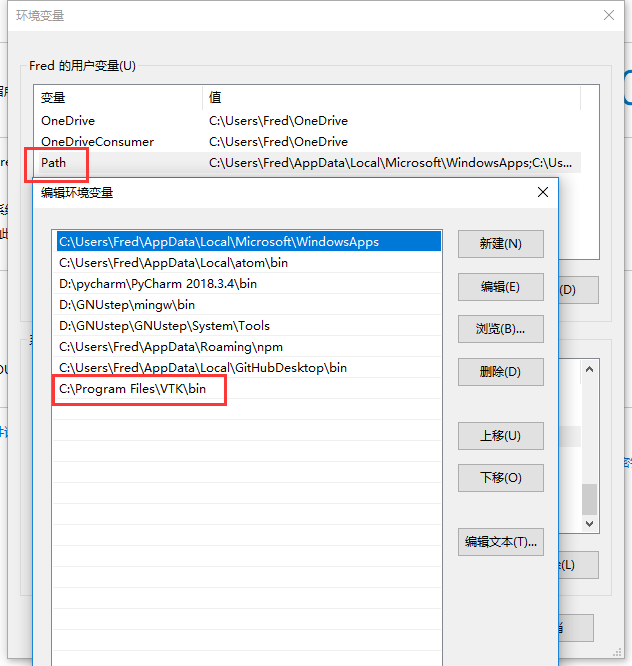 环境变量
Fred 的用户变量(U)
变量 值
OneDrive C:\Users\Fred\OneDrive
OneDriveConsumer C:\Users\Fred\OneDrive
Path C:\Users\Fred\AppData\Local\Microsoft\WindowsApps;C:\Us...
编辑环境变量
C:\Users\Fred\AppData\Local\Microsoft\WindowsApps
新建(N)
C:\Users\Fred\AppData\Local\atom\bin
D:\pycharm\PyCharm 2018.3.4\bin
编辑(E)
(D)
D:\GNUstep\mingw\bin
D:\GNUstep\GNUstep\System\Tools
浏览(B)...
C:\Users\Fred\AppData\Roaming\npm
C:\Users\Fred\AppData\Local\GitHubDesktop\bin
删除(D)
C:\Program Files\VTK\bin
上移(U)
下移(O)
编辑文本(T)...
(L)